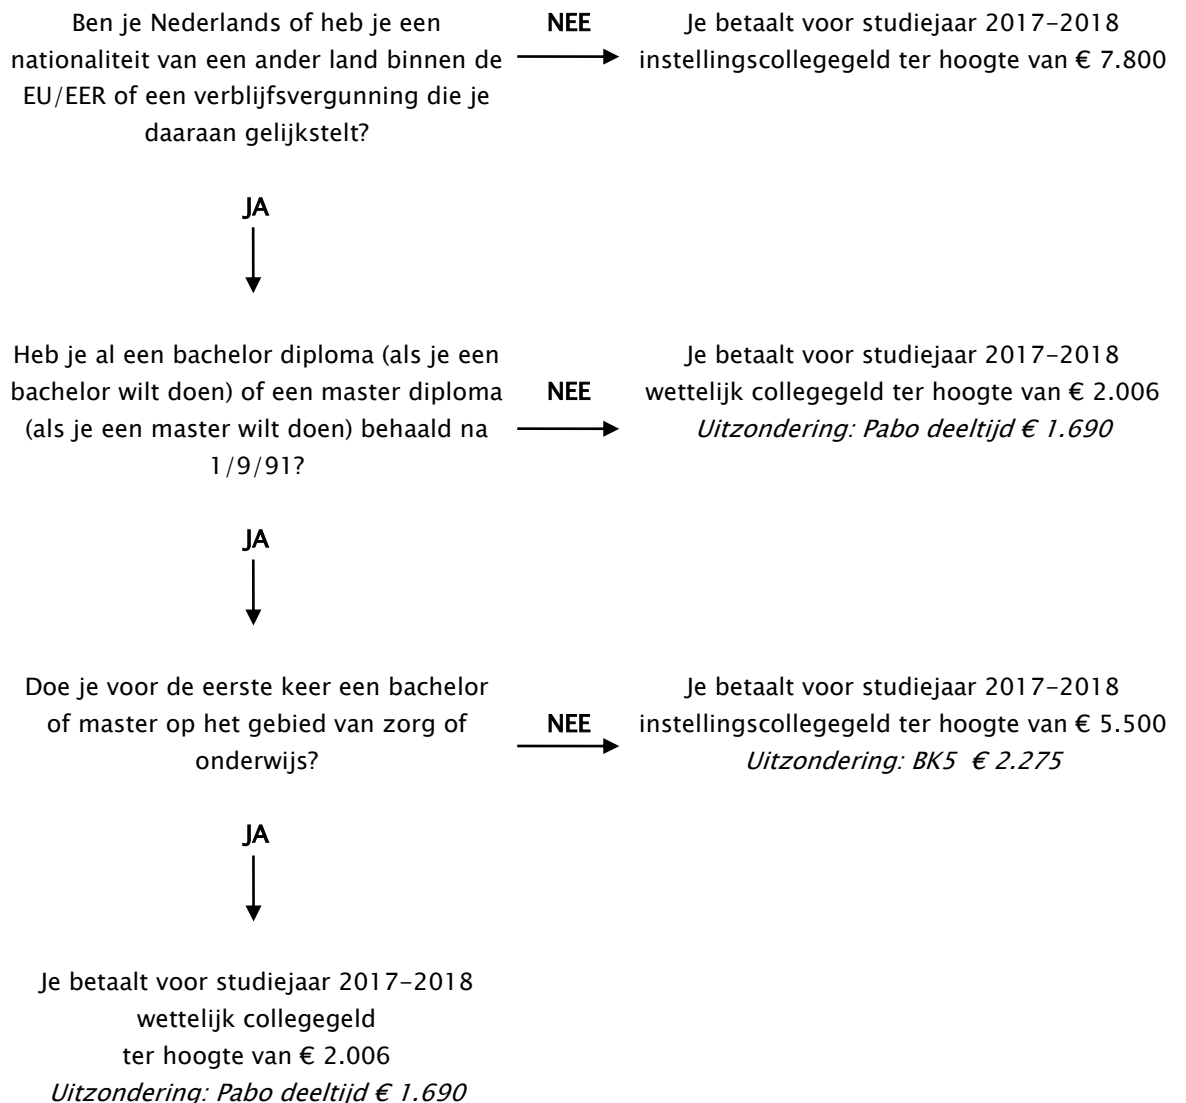 Ben je Nederlands of heb je een
nationaliteit van een ander land binnen de
EU/EER of een verblijfsvergunning die je
daaraan gelijkstelt?
NEE
Je betaalt voor studiejaar 2017-2018
instellingscollegegeld ter hoogte van € 7.800
JA
Heb je al een bachelor diploma (als je een
bachelor wilt doen) of een master diploma
(als je een master wilt doen) behaald na
1/9/91?
NEE
Je betaalt voor studiejaar 2017-2018
wettelijk collegegeld ter hoogte van € 2.006
Uitzondering: Pabo deeltijd € 1.690
JA
Doe je voor de eerste keer een bachelor
of master op het gebied van zorg of
onderwijs?
NEE
Je betaalt voor studiejaar 2017-2018
instellingscollegegeld ter hoogte van € 5.500
Uitzondering: BK5 € 2.275
JA
Je betaalt voor studiejaar 2017-2018
wettelijk collegegeld
ter hoogte van € 2.006
Uitzondering: Pabo deeltijd € 1.690